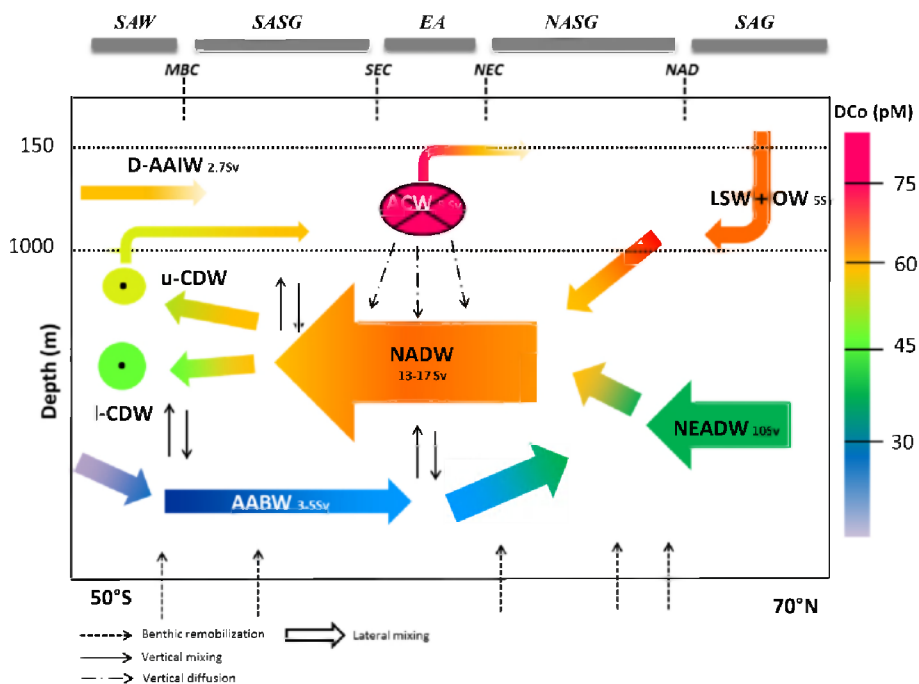 SAW SASG EA NASG SAG
MBC SEC NEC NAD
DCo (pM)
150
D-AAIW 2.7Sv
75
ACW
LSW + OW 5Sv
1000
60
u-CDW
Depth (m)
NADW
13-17Sv
45
l-CDW
NEADW 10Sv
30
AABW 3-5Sv
50°S
70°N
Benthic remobilization
Lateral mixing
Vertical mixing
Vertical diffusion